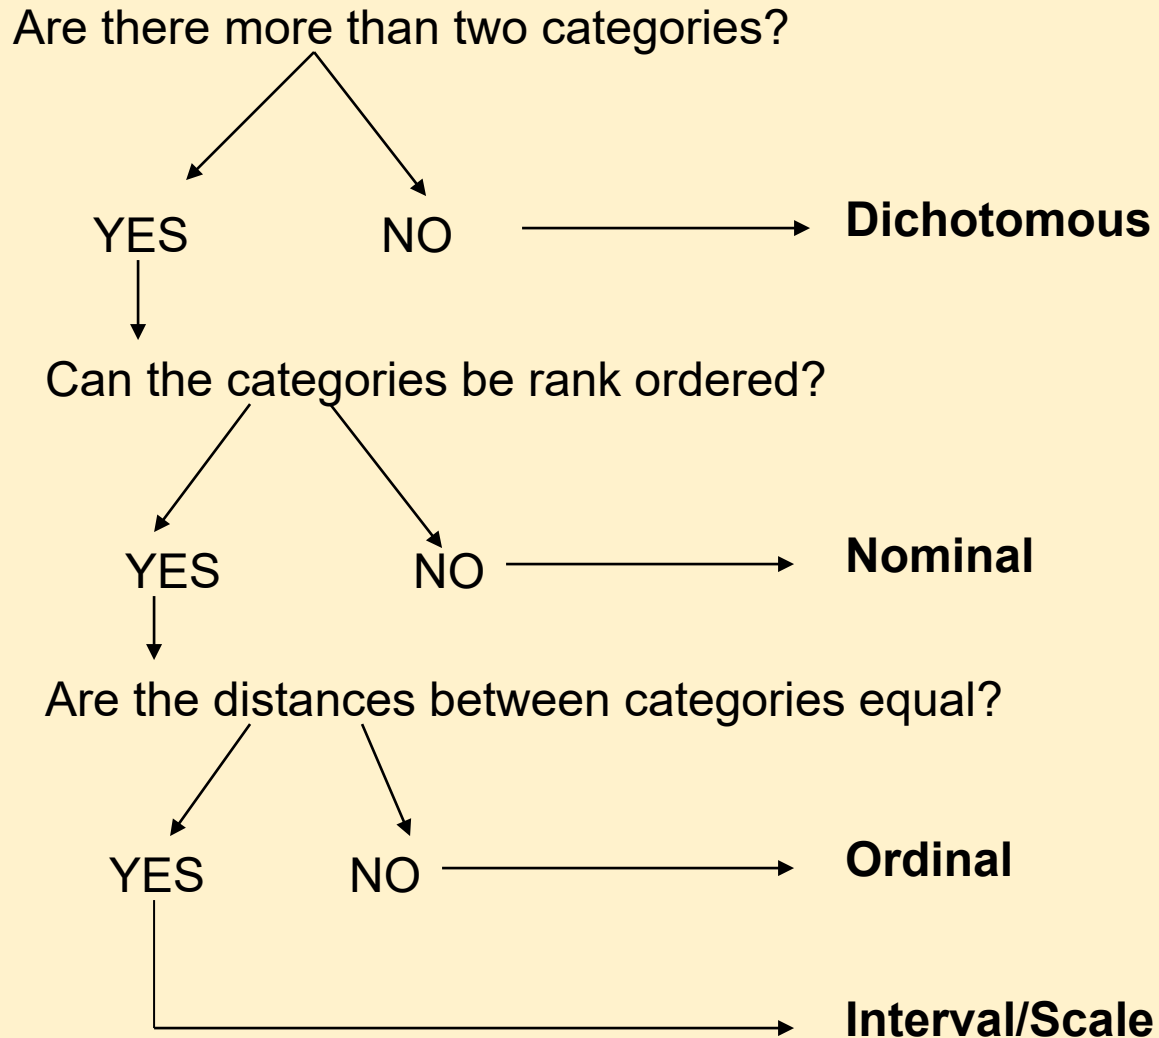 Are there more than two categories?
YES NO Dichotomous
Can the categories be rank ordered?
YES NO Nominal
Are the distances between categories equal?
YES NO Ordinal
Interval/Scale